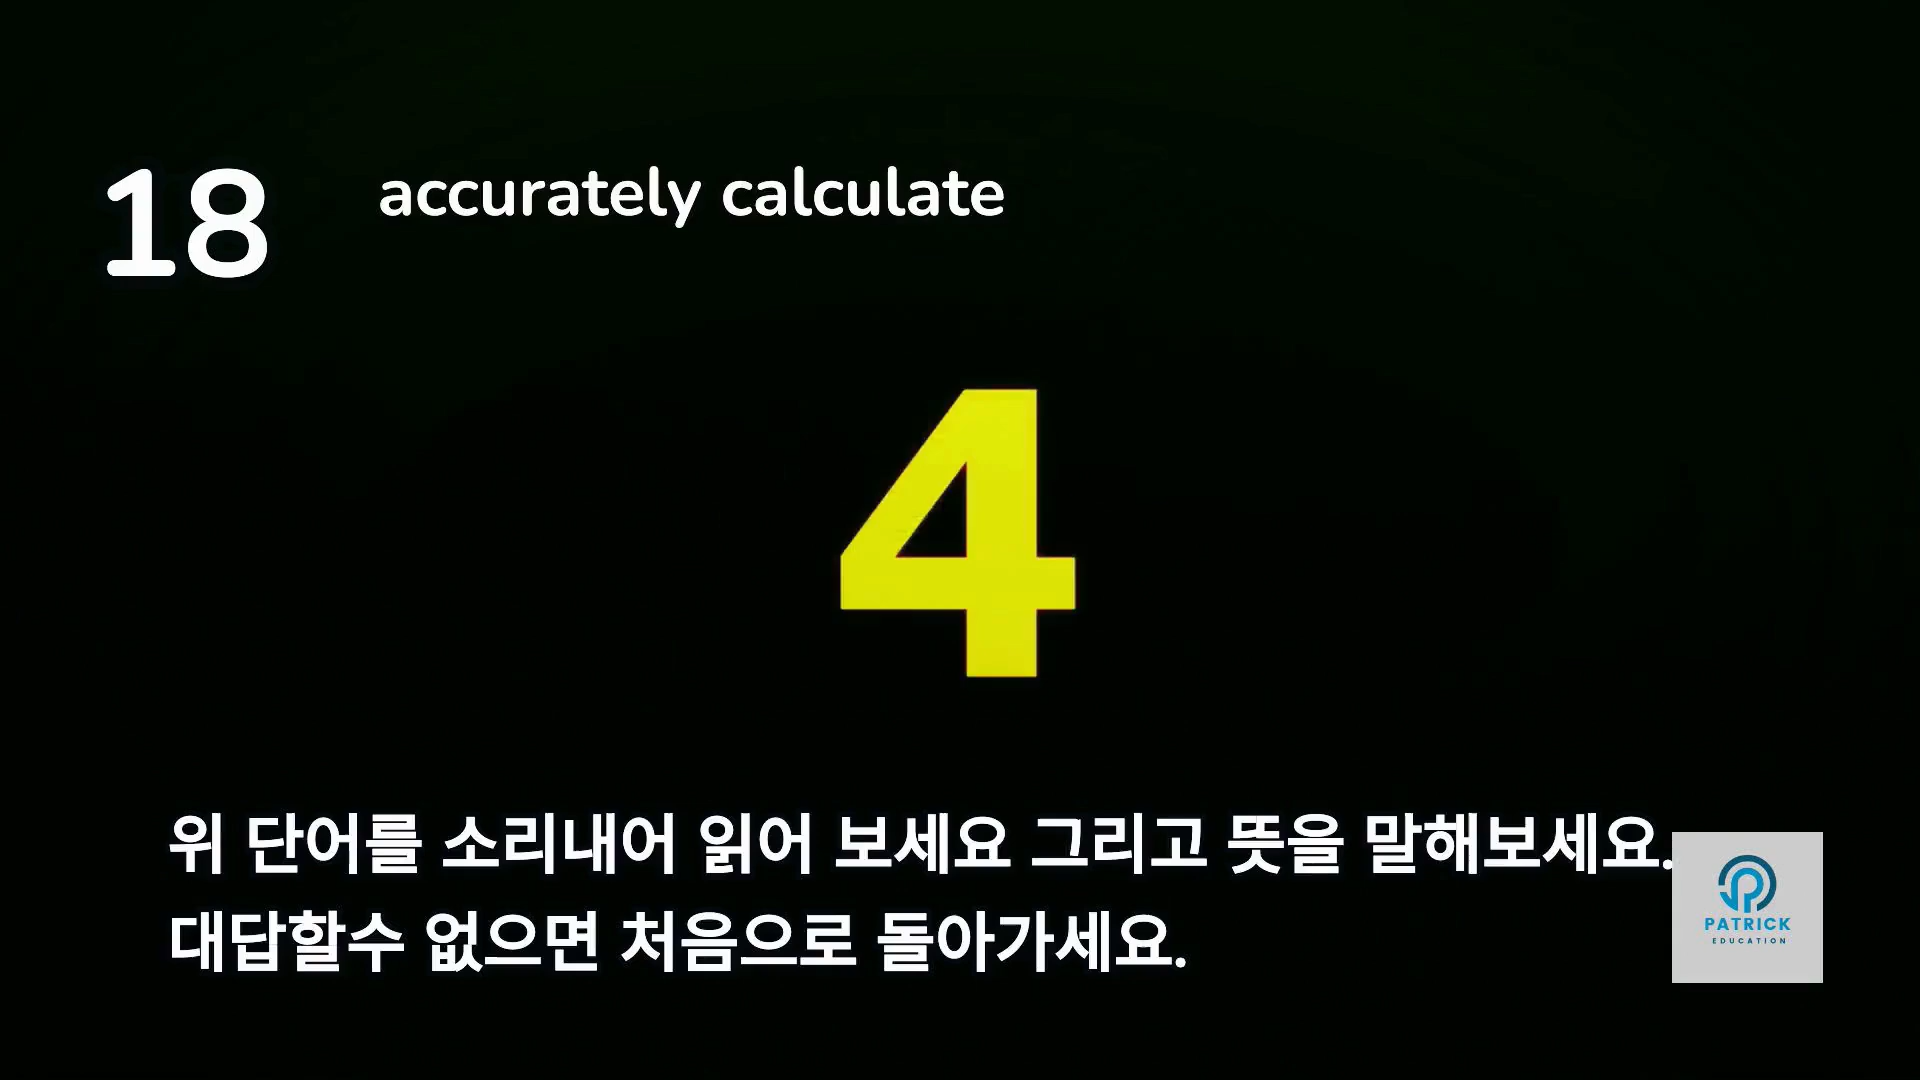 18
accurately calculate
4
위 단어를 소리내어 읽어 보세요 그리고 뜻을 말해보세요.
대답할수 없으면 처음으로 돌아가세요.
PATRICK
EDUCATION